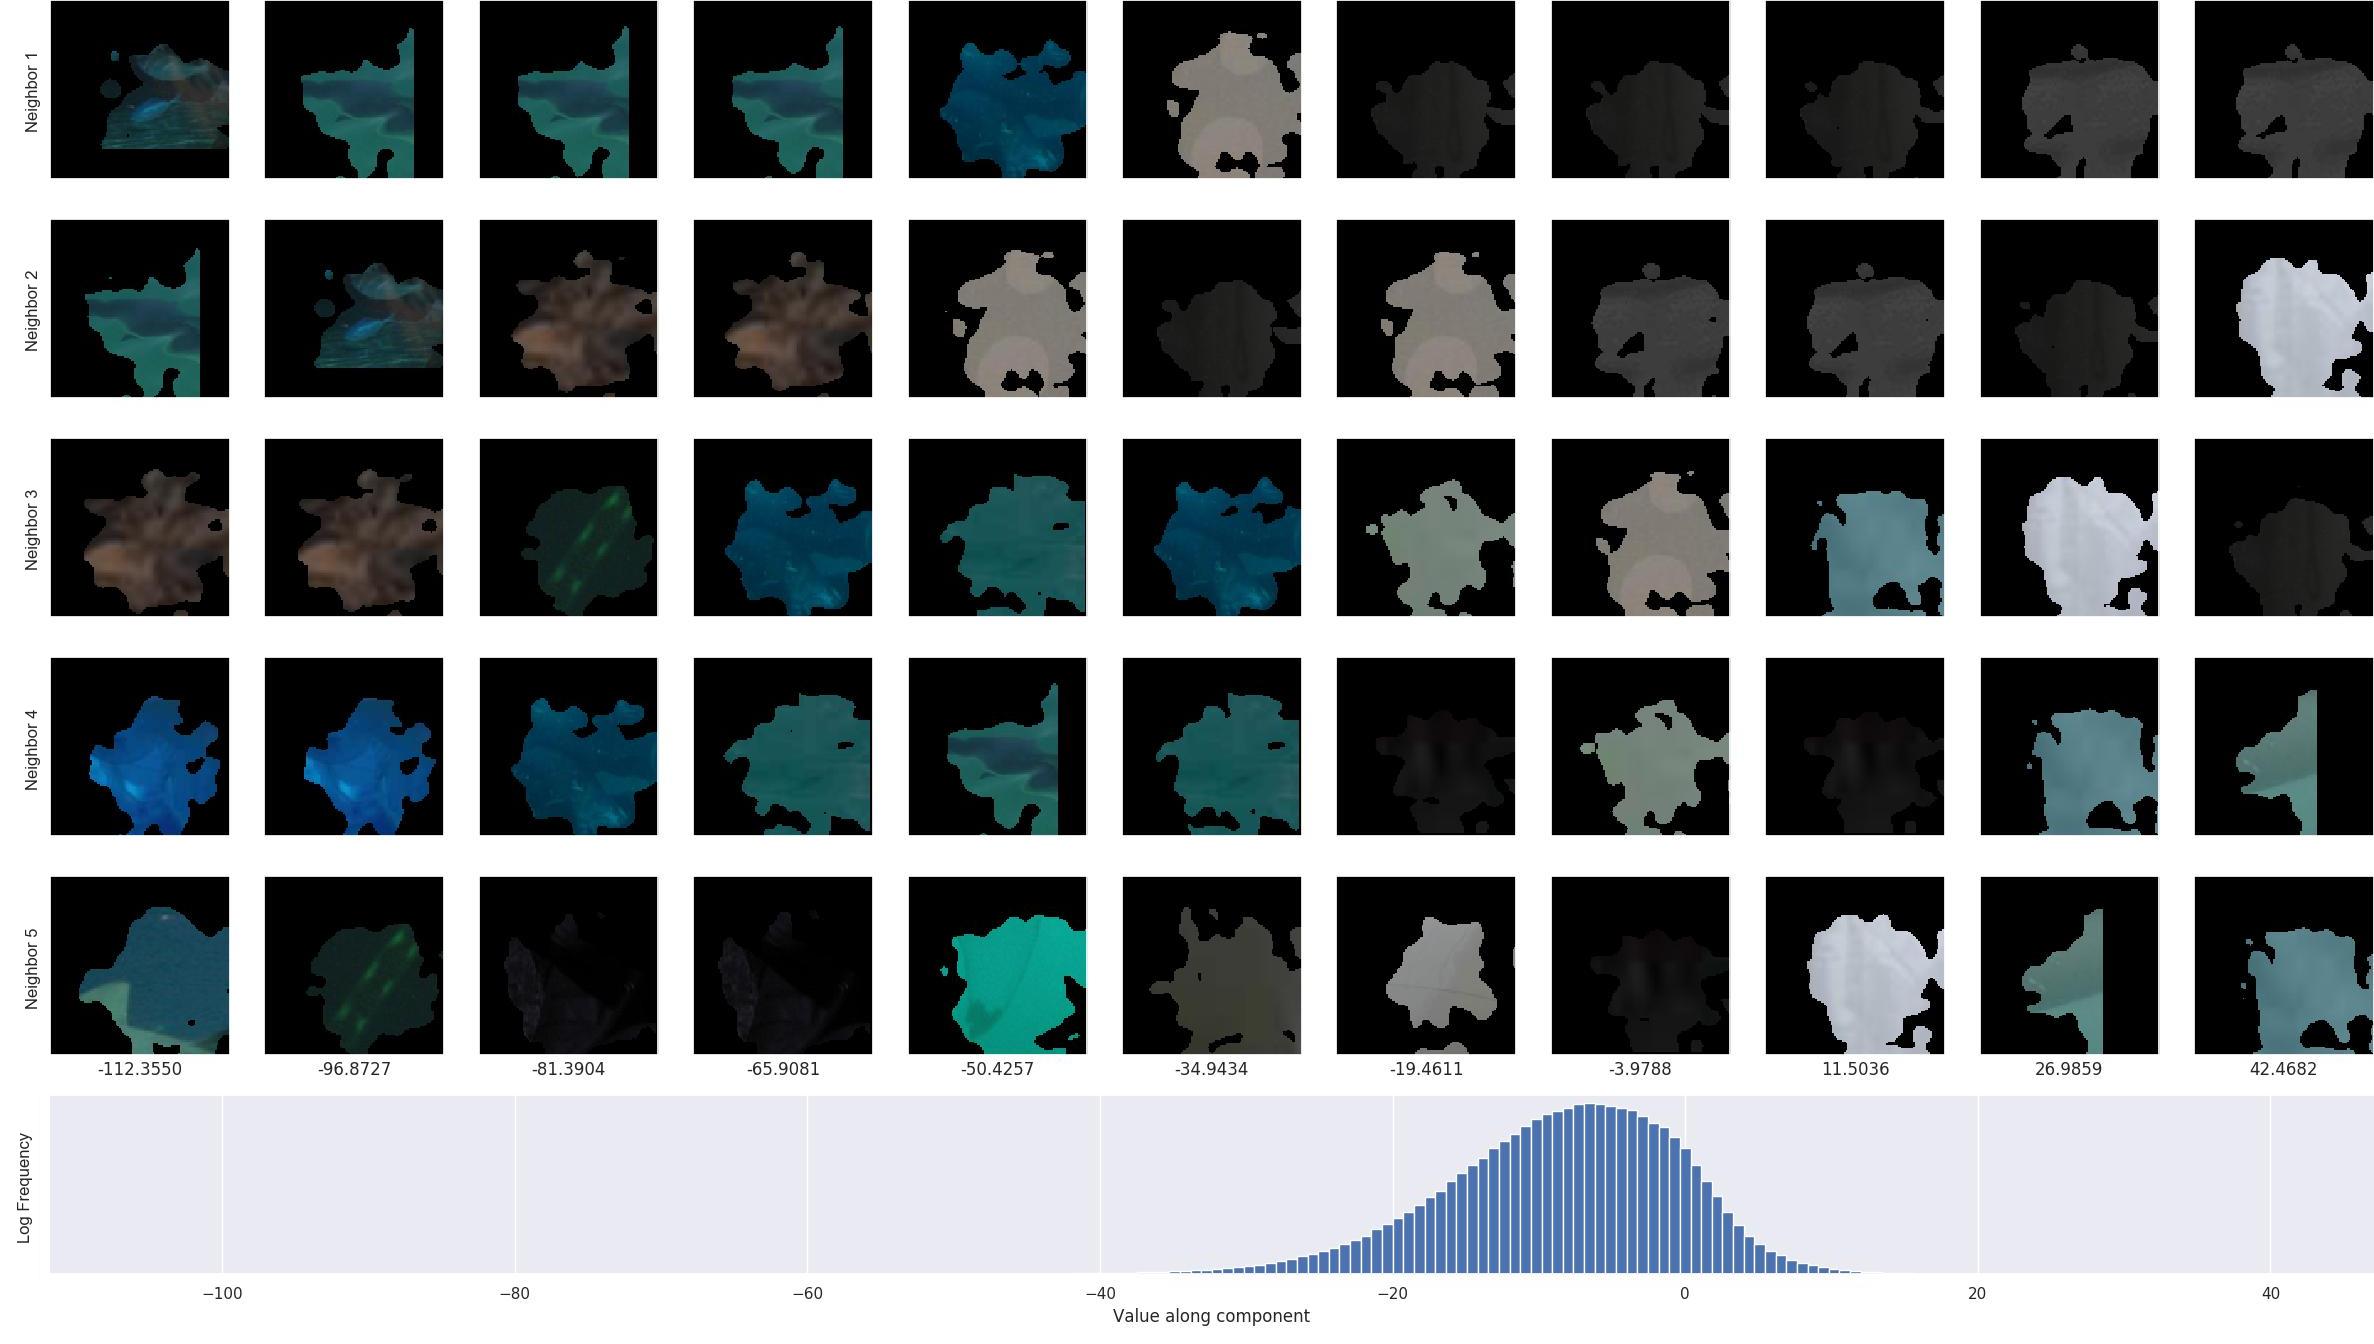 Neighbor 1
Neighbor 2
Neighbor 3
Neighbor 4
Neighbor 5
-112.3550 -96.8727 -81.3904 -65.9081 -50.4257 -34.9434 -19.4611 -3.9788 11.5036 26.9859 42.4682
Log Frequency
−100 −80 −60 −40 −20 0 20 40
Value along component